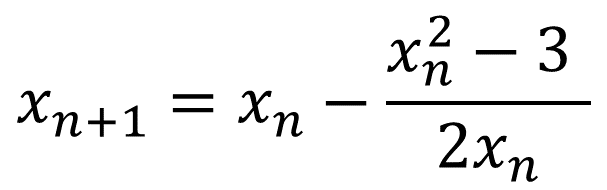 x_{n+1} = x_n - \frac{x_n^2 - 3}{2x_n}